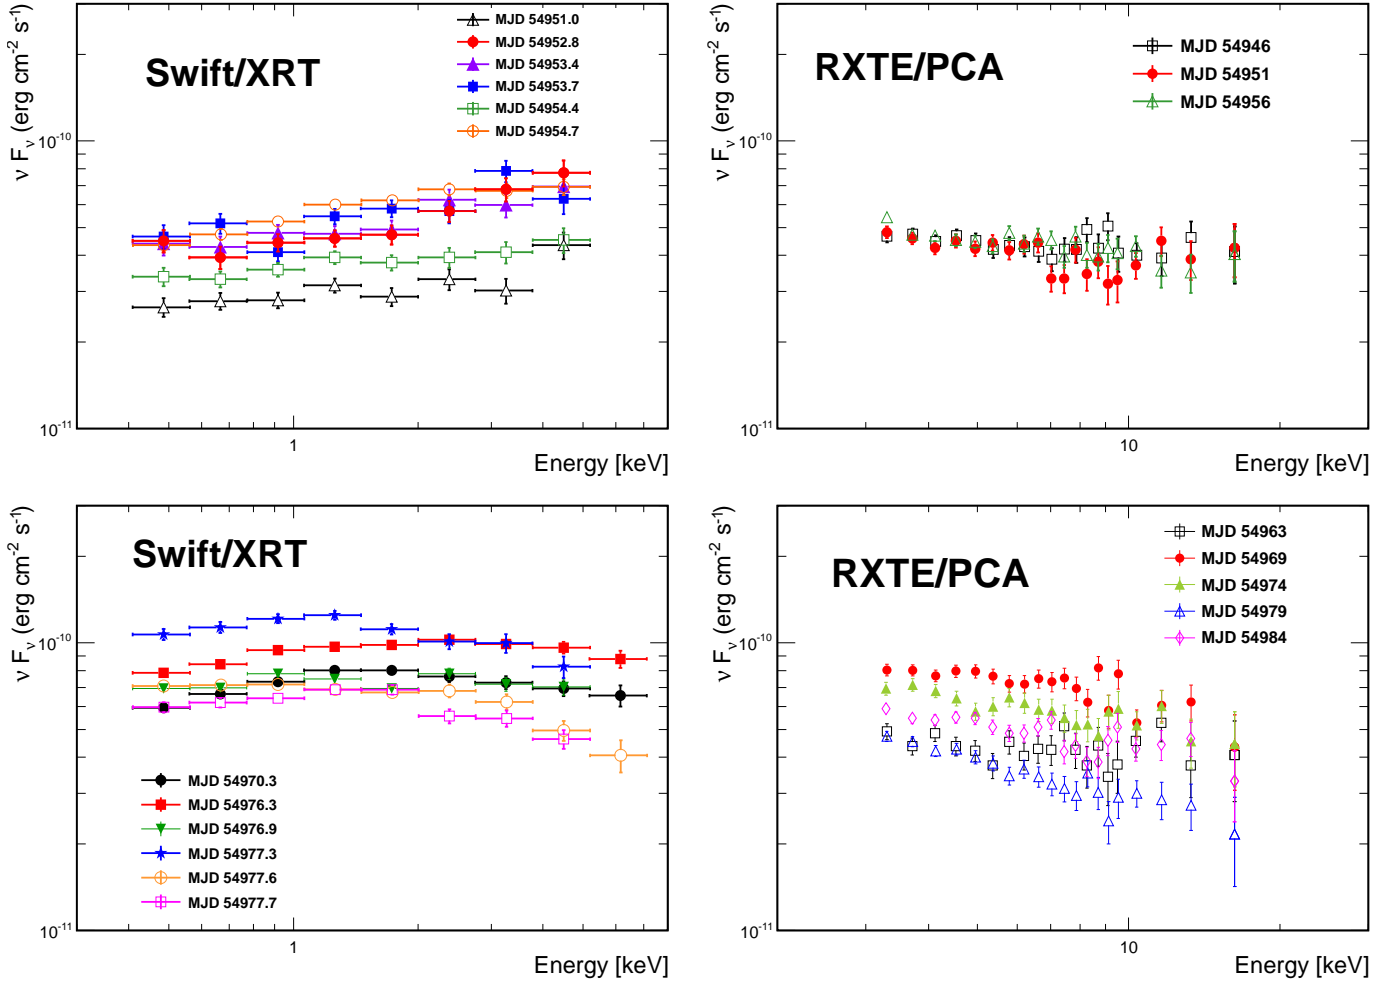 Swift/XRT
MJD 54951.0
MJD 54952.8
MJD 54953.4
MJD 54953.7
MJD 54954.4
MJD 54954.7
ν Fν (erg cm-2 s-1)
10-10
10-11
1
Energy [keV]
RXTE/PCA
MJD 54946
MJD 54951
MJD 54956
ν Fν (erg cm-2 s-1)
10-10
10-11
10
Energy [keV]
Swift/XRT
ν Fν (erg cm-2 s-1)
10-10
MJD 54970.3
MJD 54976.3
MJD 54976.9
MJD 54977.3
MJD 54977.6
MJD 54977.7
10-11
1
Energy [keV]
RXTE/PCA
MJD 54963
MJD 54969
MJD 54974
MJD 54979
MJD 54984
ν Fν (erg cm-2 s-1)
10-10
10-11
10
Energy [keV]